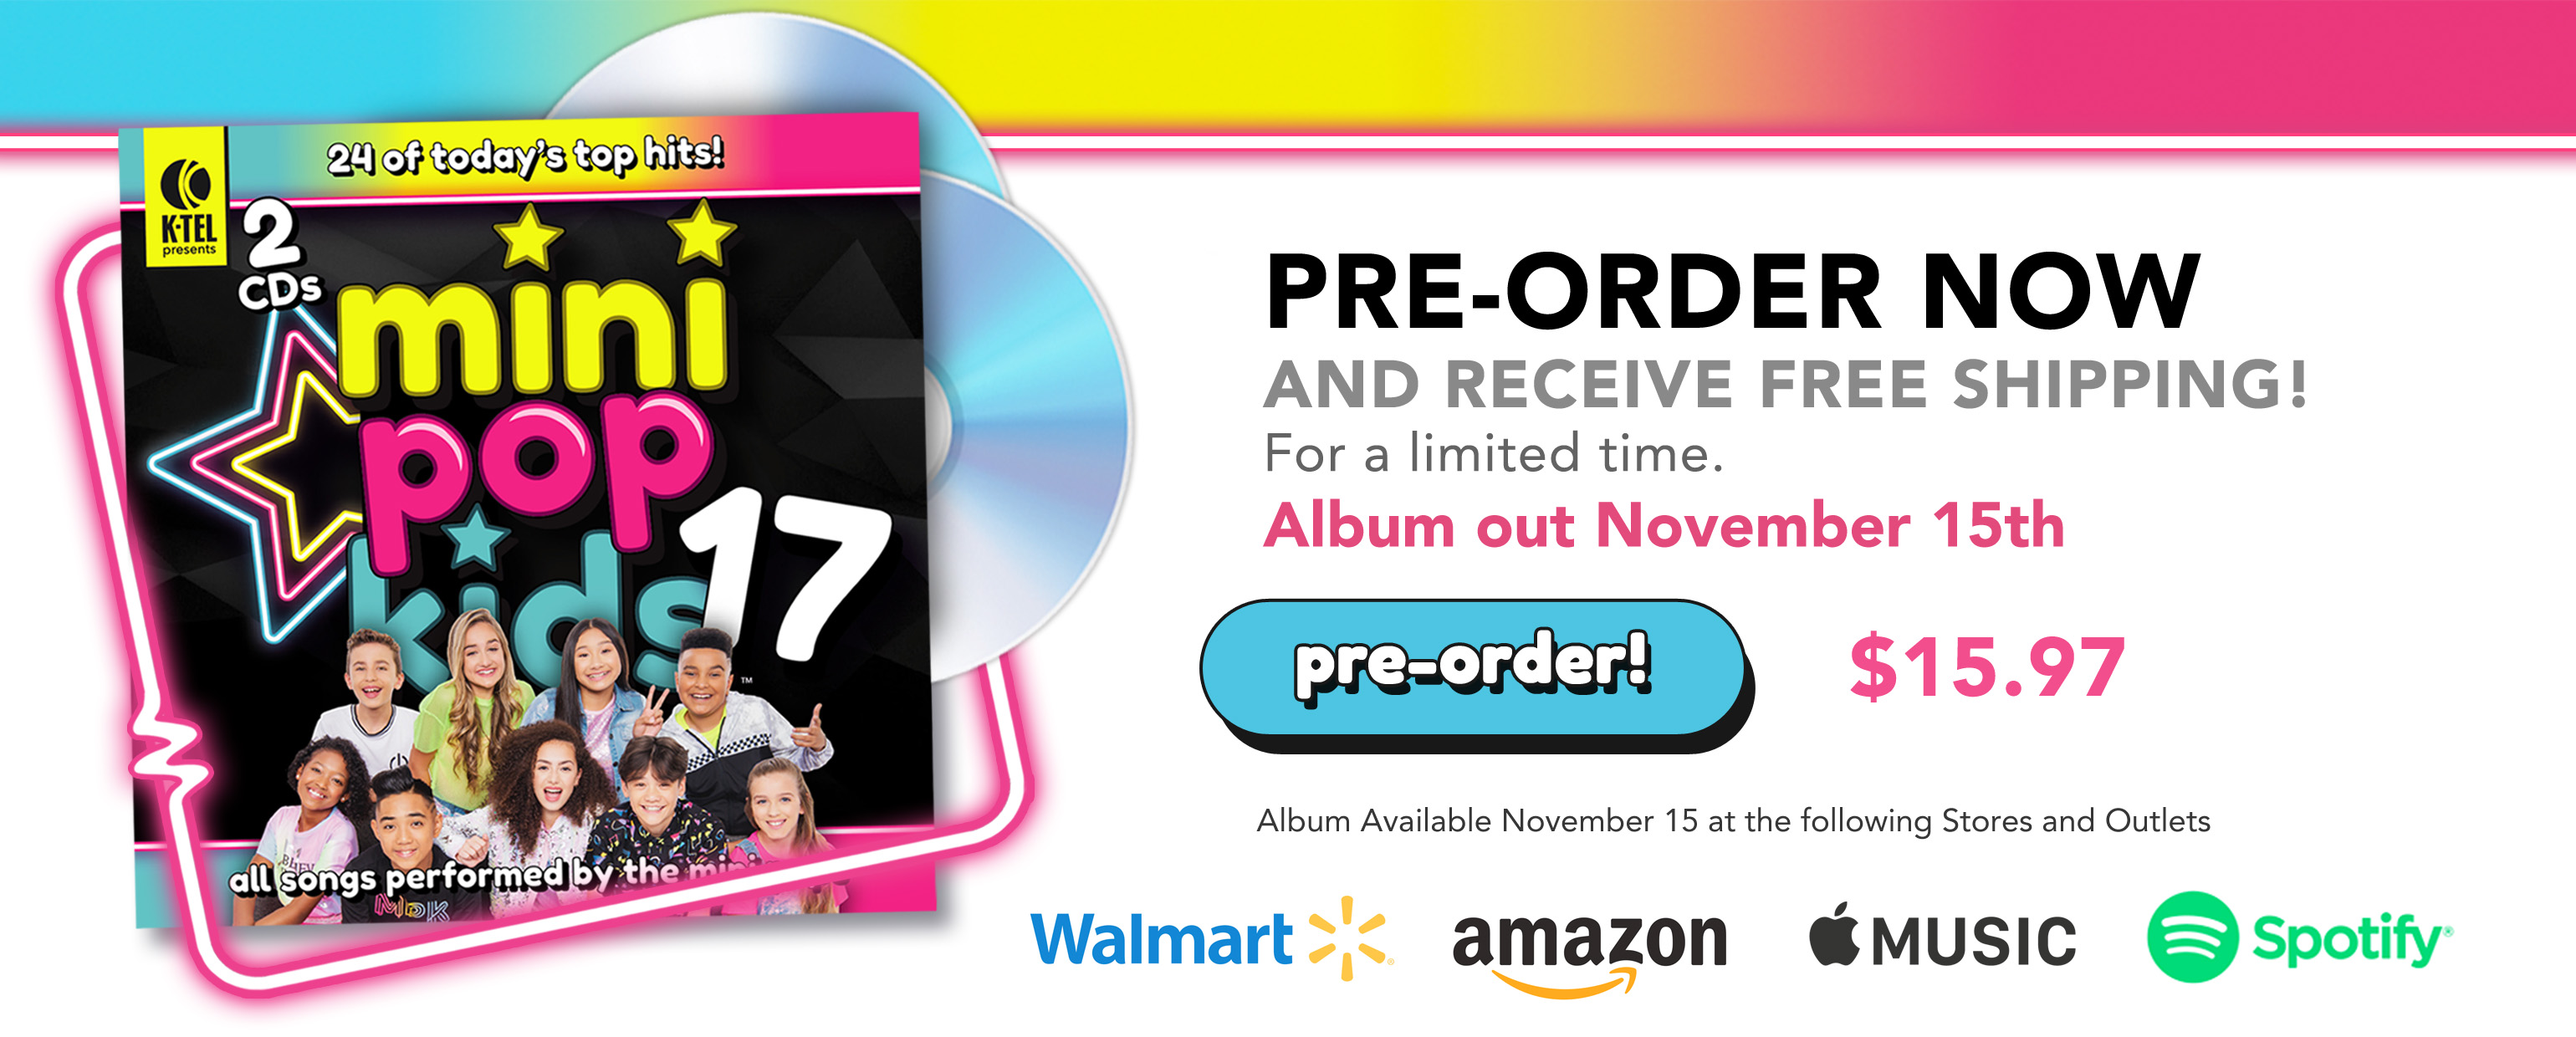 24 of today's top hits!
K-TEL
presents
2
CDs
mini
pop
kids 17
™
all songs performed by the
PRE-ORDER NOW
AND RECEIVE FREE SHIPPING!
For a limited time.
Album out November 15th
pre-order!
$15.97
Album Available November 15 at the following Stores and Outlets
Walmart
amazon
MUSIC
Spotify®